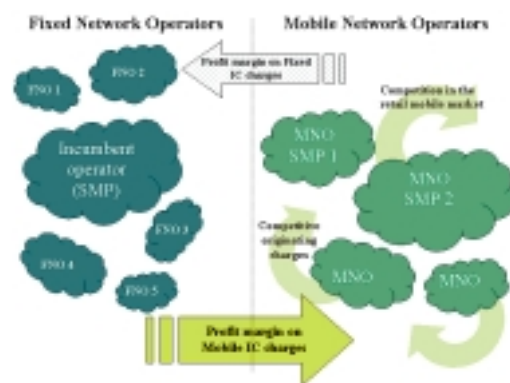 Fixed Network Operators
Mobile Network Operators
Profit margin on Fixed
IC charges
FNO 1
FNO 2
Competition in the
retail mobile market
Incumbent
operator
(SMP)
MNO
SMP 1
MNO
SMP 2
FNO 3
Competitive
originating
charges
FNO 4
FNO 5
MNO
MNO
Profit margin on
Mobile IC charges